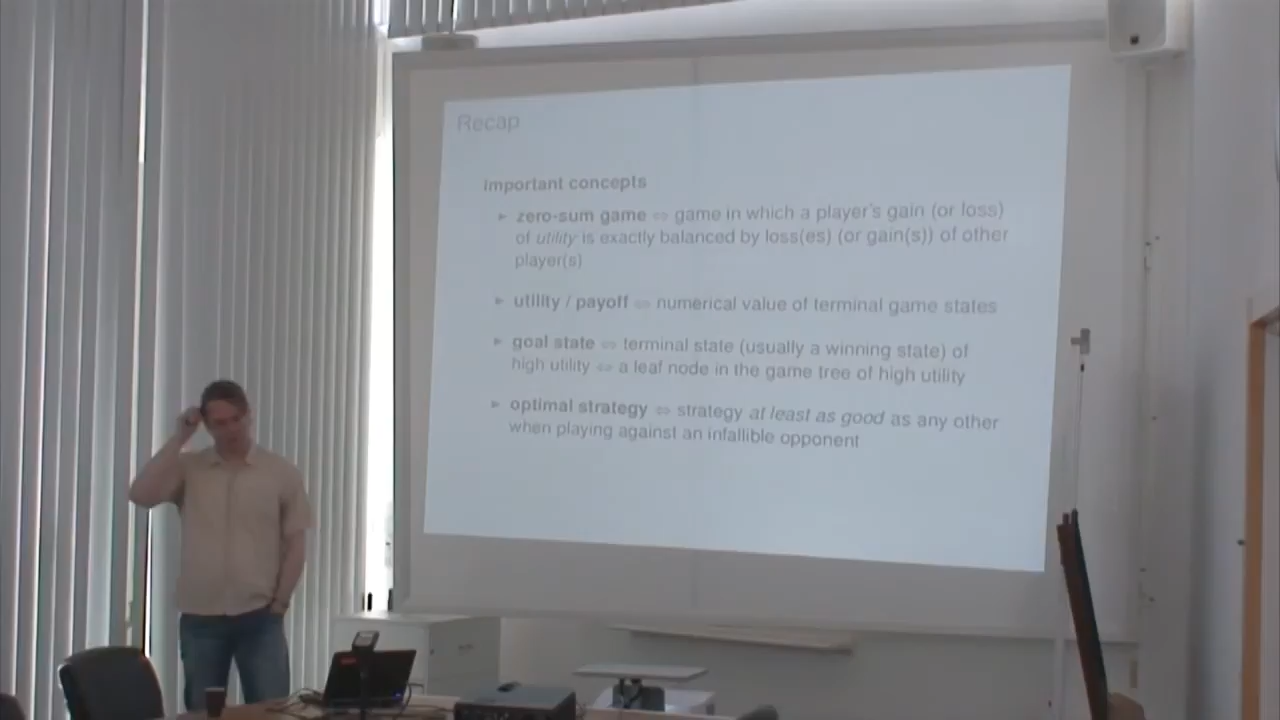 Recap
Important concepts
► zero-sum game ⇔ game in which a player's gain (or loss)
of utility is exactly balanced by loss(es) (or gain(s)) of other
player(s)
► utility / payoff ⇔ numerical value of terminal game states
► goal state ⇔ terminal state (usually a winning state) of
high utility ⇔ a leaf node in the game tree of high utility
► optimal strategy ⇔ strategy at least as good as any other
when playing against an infallible opponent